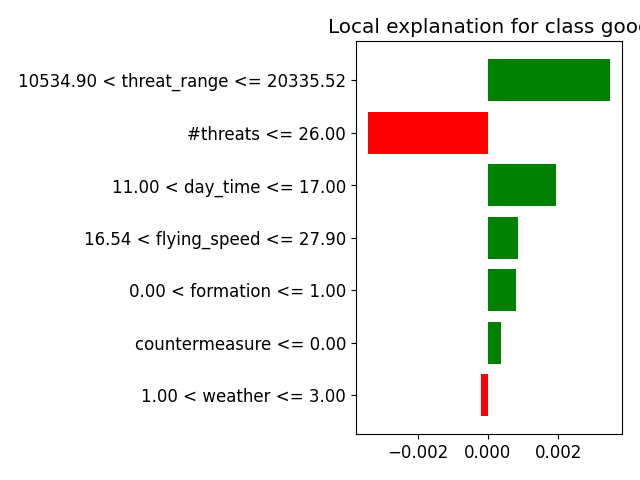 Local explanation for class good
10534.90 < threat_range <= 20335.52
#threats <= 26.00
11.00 < day_time <= 17.00
16.54 < flying_speed <= 27.90
0.00 < formation <= 1.00
countermeasure <= 0.00
1.00 < weather <= 3.00
−0.002 0.000 0.002